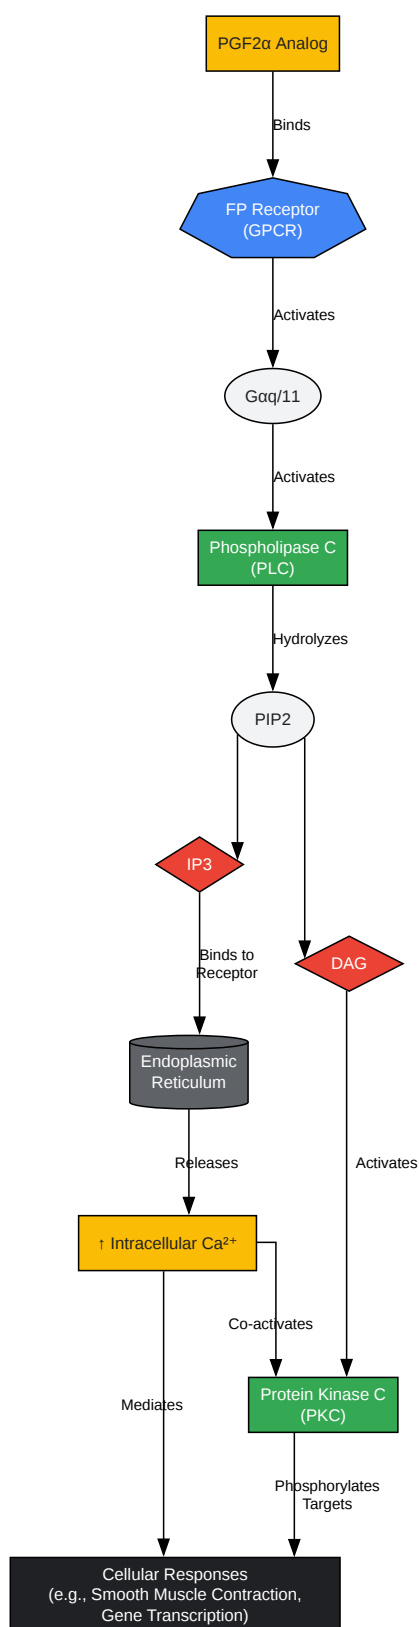 PGF2α Analog
Binds
FP Receptor
(GPCR)
Activates
Gαq/11
Activates
Phospholipase C
(PLC)
Hydrolyzes
PIP2
IP3
Binds to
Receptor
DAG
Endoplasmic
Reticulum
Releases
Activates
↑ Intracellular Ca²⁺
Co-activates
Protein Kinase C
(PKC)
Mediates
Phosphorylates
Targets
Cellular Responses
(e.g., Smooth Muscle Contraction,
Gene Transcription)